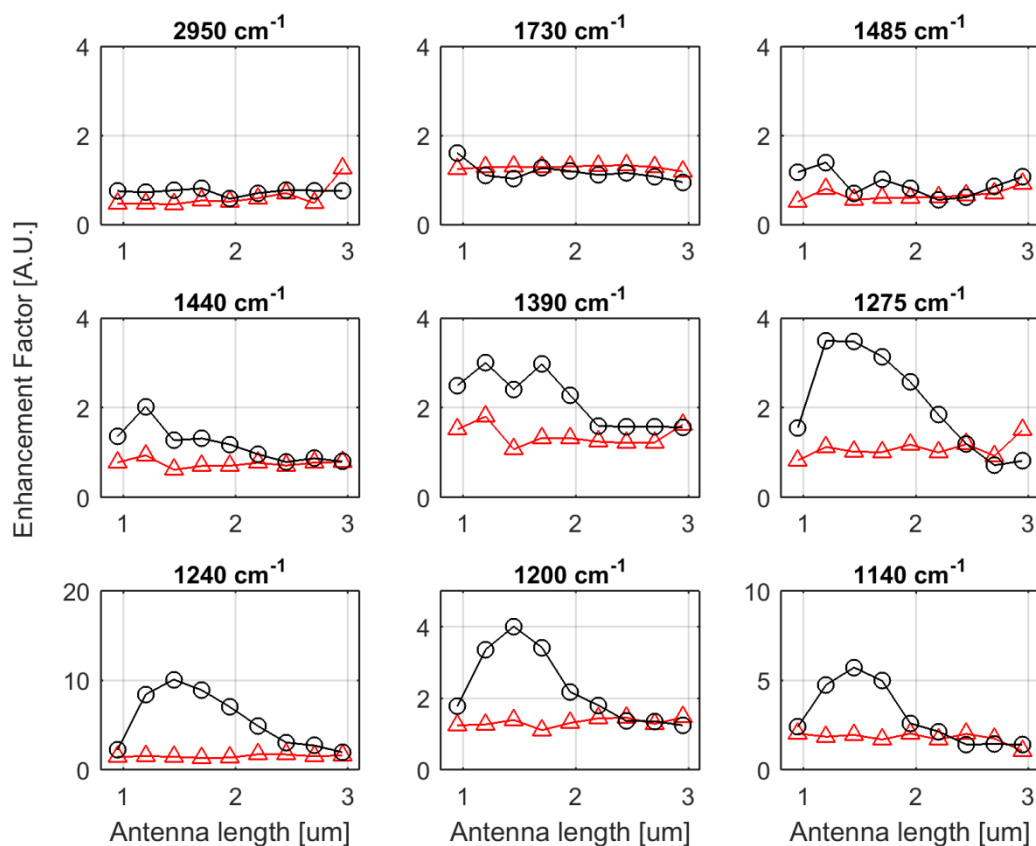 2950 cm⁻¹ 1730 cm⁻¹ 1485 cm⁻¹
4 4 4
2 2 2
0 0 0
1 2 3 1 2 3 1 2 3
Enhancement Factor [A.U.]
1440 cm⁻¹ 1390 cm⁻¹ 1275 cm⁻¹
4 4 4
2 2 2
0 0 0
1 2 3 1 2 3 1 2 3
1240 cm⁻¹ 1200 cm⁻¹ 1140 cm⁻¹
20 10
4
10 5
2
0 0 0
1 2 3 1 2 3 1 2 3
Antenna length [um] Antenna length [um] Antenna length [um]